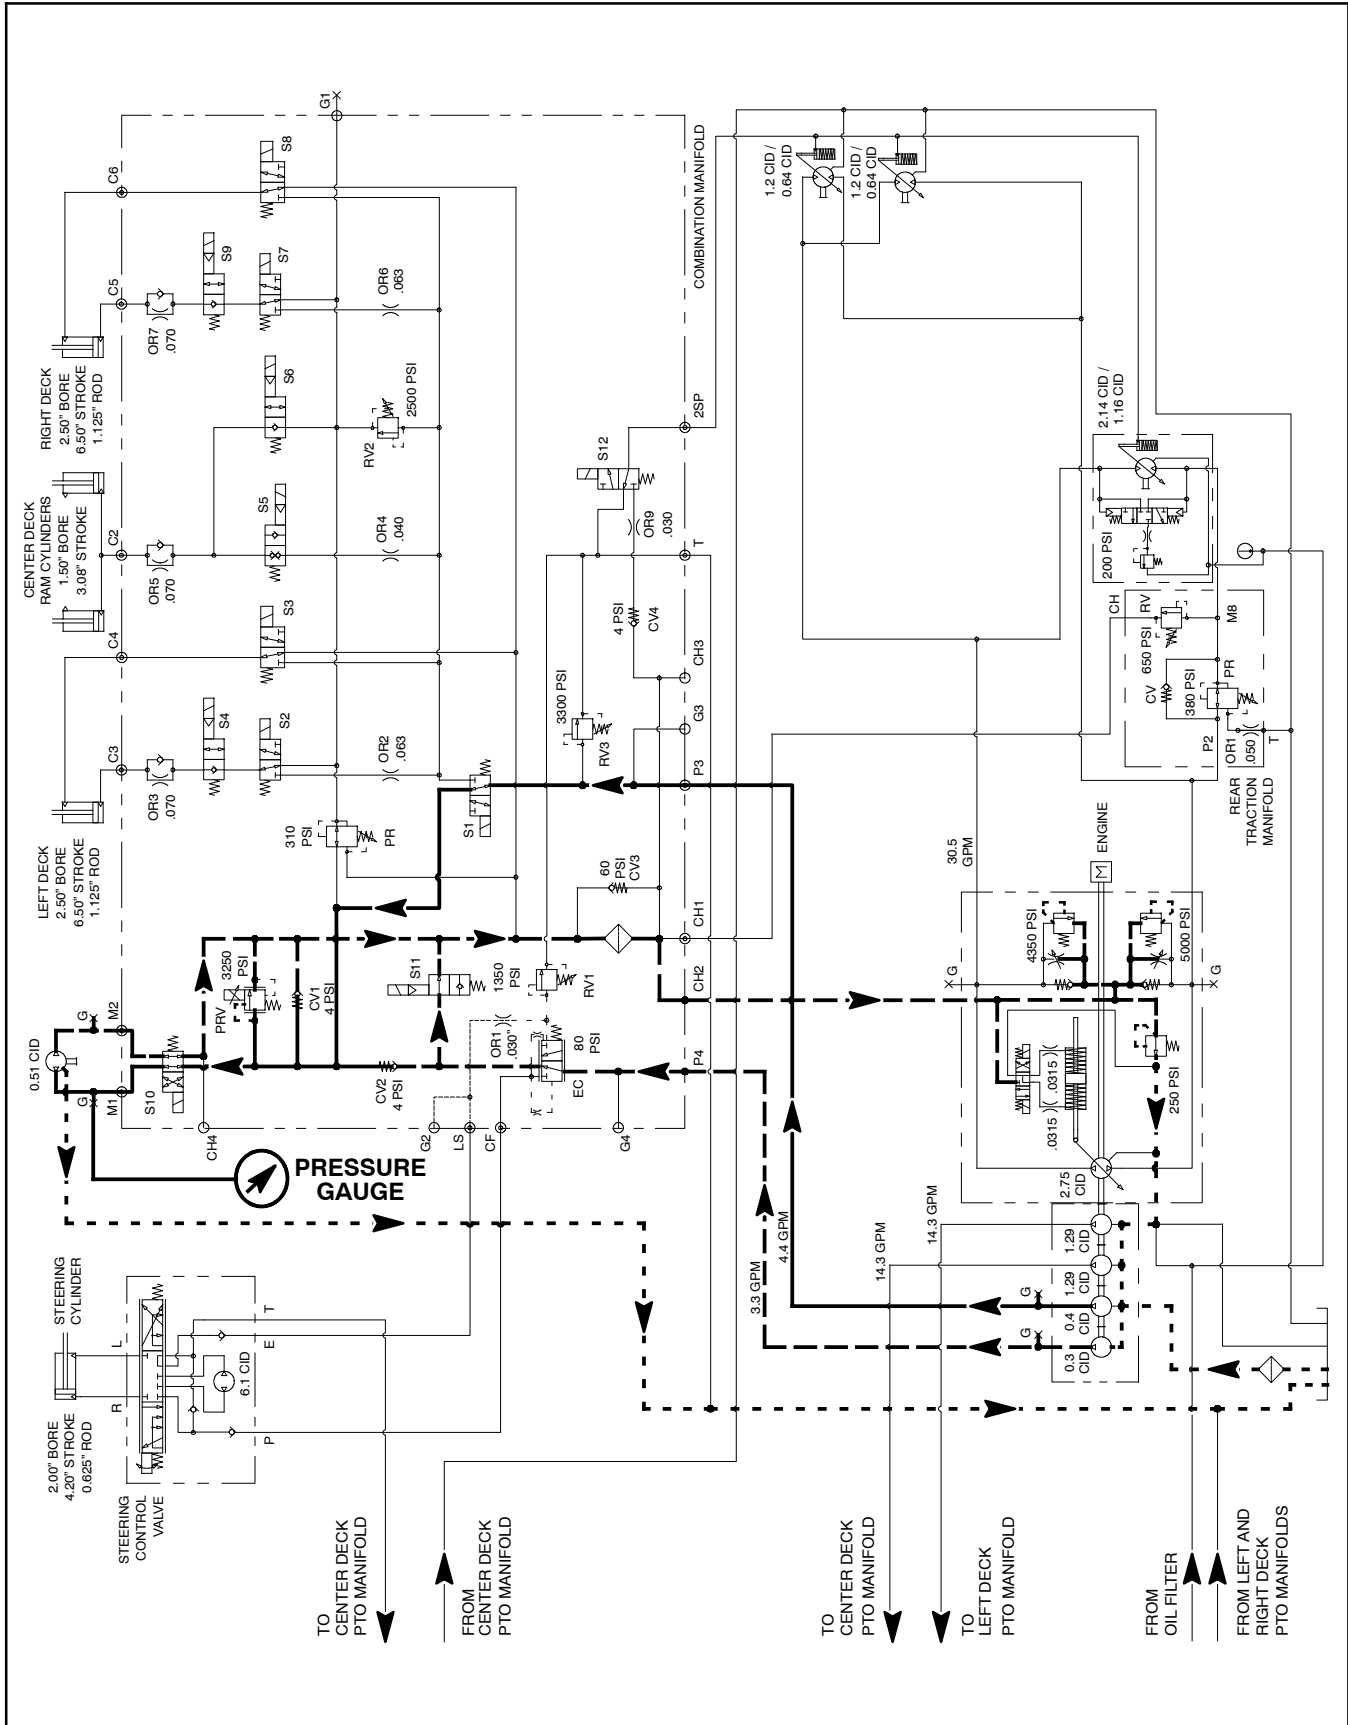 RIGHT DECK
2.50" BORE
6.50" STROKE
1.125" ROD
CENTER DECK
RAM CYLINDERS
1.50" BORE
3.08" STROKE
LEFT DECK
2.50" BORE
6.50" STROKE
1.125" ROD
G1
C6
C5
C2
C4
C3
S8
S9
S7
OR7
.070
OR6
.063
S6
2500 PSI
RV2
S5
OR5
.070
OR4
.040
S3
S4
S2
OR3
.070
OR2
.063
COMBINATION MANIFOLD
2SP
S12
OR9
.030
T
4 PSI
CV4
CH3
3300 PSI
RV3
G3
P3
S1
310
PSI
PR
60
PSI
CV3
CH1
CH2
3250
PSI
PRV
CV1
4 PSI
S11
1350
PSI
RV1
OR1
.030"
80
PSI
EC
CV2
4 PSI
P4
M2
G
0.51 CID
G
M1
S10
CH4
G2
LS
CF
G4
PRESSURE
GAUGE
STEERING
CYLINDER
2.00" BORE
4.20" STROKE
0.625" ROD
L
R
T
E
6.1 CID
P
STEERING
CONTROL
VALVE
TO
CENTER DECK
PTO MANIFOLD
FROM
CENTER DECK
PTO MANIFOLD
TO
CENTER DECK
PTO MANIFOLD
TO
LEFT DECK
PTO MANIFOLD
FROM
OIL FILTER
FROM LEFT AND
RIGHT DECK
PTO MANIFOLDS
1.2 CID /
0.64 CID
1.2 CID /
0.64 CID
2.14 CID /
1.16 CID
200 PSI
CH
RV
650 PSI
M8
CV
PR
380 PSI
P2
OR1
.050
T
REAR
TRACTION
MANIFOLD
30.5
GPM
ENGINE
M
4350 PSI
5000 PSI
G
G
.0315
.0315
250 PSI
2.75
CID
14.3 GPM
14.3 GPM
4.4 GPM
3.3 GPM
1.29
CID
1.29
CID
0.4
CID
0.3
CID
G
G